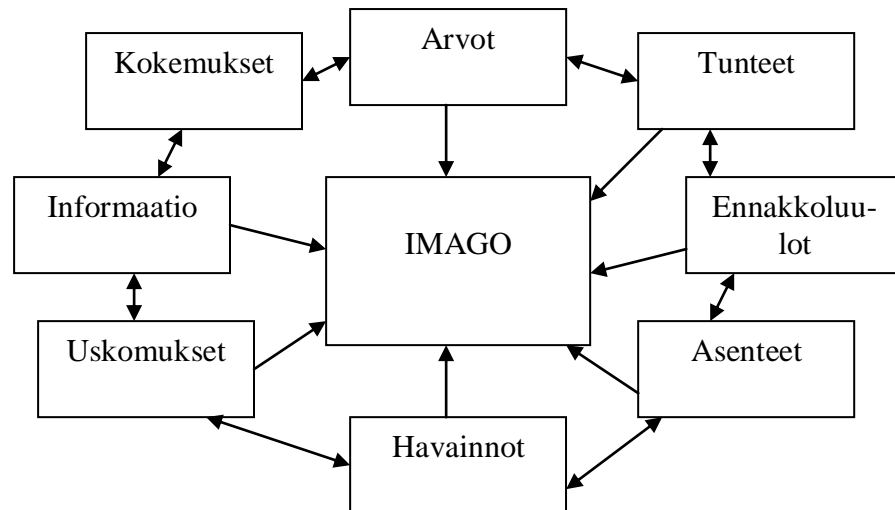 Arvot
Kokemukset
Tunteet
Informaatio
IMAGO
Ennakkoluu-
lot
Uskomukset
Asenteet
Havainnot